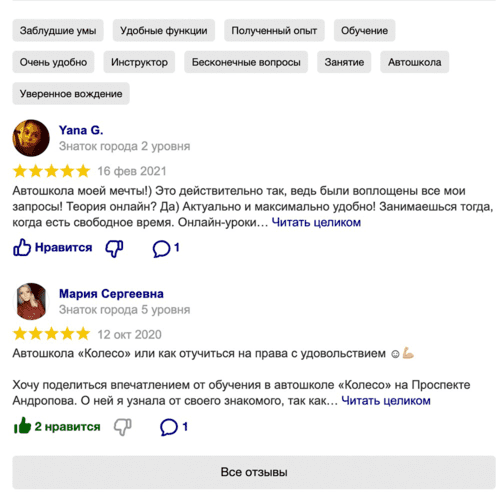 Заблудшие умы Удобные функции Полученный опыт Обучение
Очень удобно Инструктор Бесконечные вопросы Занятие Автошкола
Уверенное вождение
Yana G.
Знаток города 2 уровня
16 фев 2021
Автошкола моей мечты!) Это действительно так, ведь были воплощены все мои
запросы! Теория онлайн? Да) Актуально и максимально удобно! Занимаешься тогда,
когда есть свободное время. Онлайн-уроки… Читать целиком
Нравится 1
Мария Сергеевна
Знаток города 5 уровня
12 окт 2020
Автошкола «Колесо» или как отучиться на права с удовольствием ☺💪🏼
Хочу поделиться впечатлением от обучения в автошколе «Колесо» на Проспекте
Андропова. О ней я узнала от своего знакомого, так как… Читать целиком
2 нравится 1
Все отзывы